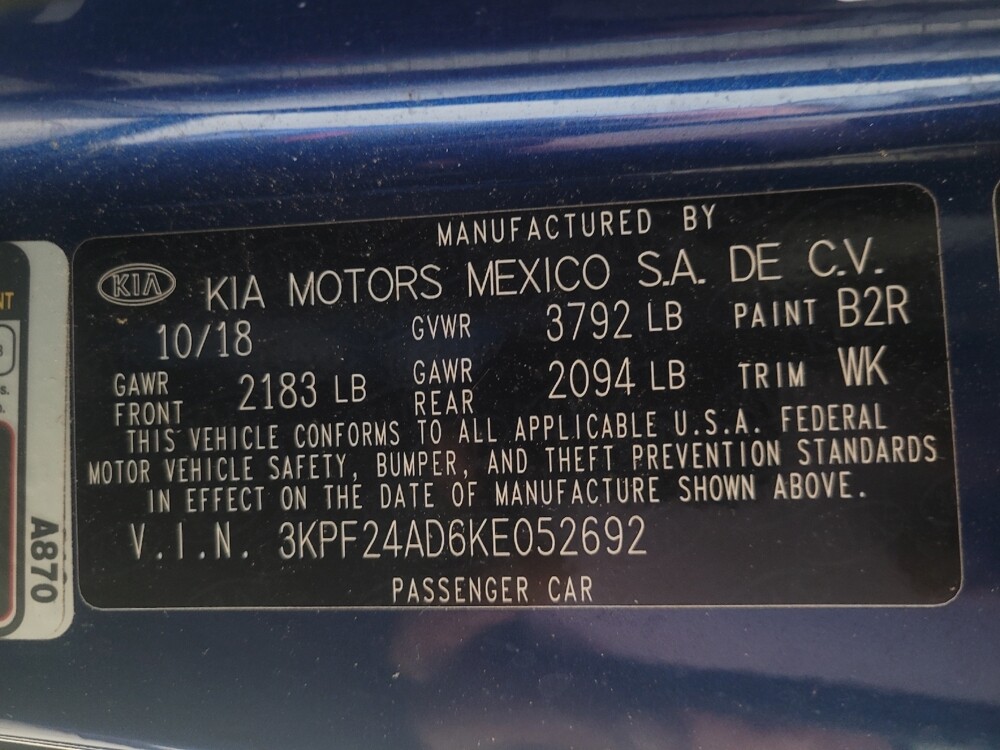 MANUFACTURED BY
KIA KIA MOTORS MEXICO S.A. DE C.V.
10/18 GVWR 3792 LB PAINT B2R
GAWR FRONT 2183 LB GAWR REAR 2094 LB TRIM WK
THIS VEHICLE CONFORMS TO ALL APPLICABLE U.S.A. FEDERAL
MOTOR VEHICLE SAFETY, BUMPER, AND THEFT PREVENTION STANDARDS
IN EFFECT ON THE DATE OF MANUFACTURE SHOWN ABOVE.
V.I.N. 3KPF24AD6KE052692
PASSENGER CAR
A870